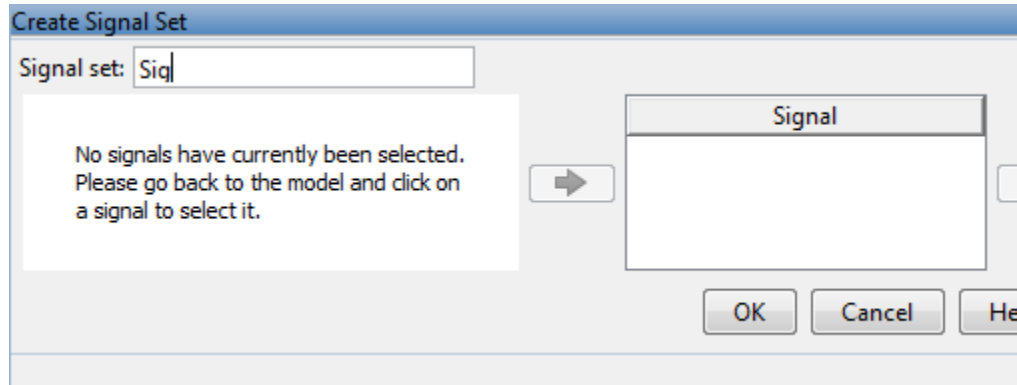 Create Signal Set
Signal set: Sig
Signal
No signals have currently been selected.
Please go back to the model and click on
a signal to select it.
OK Cancel He